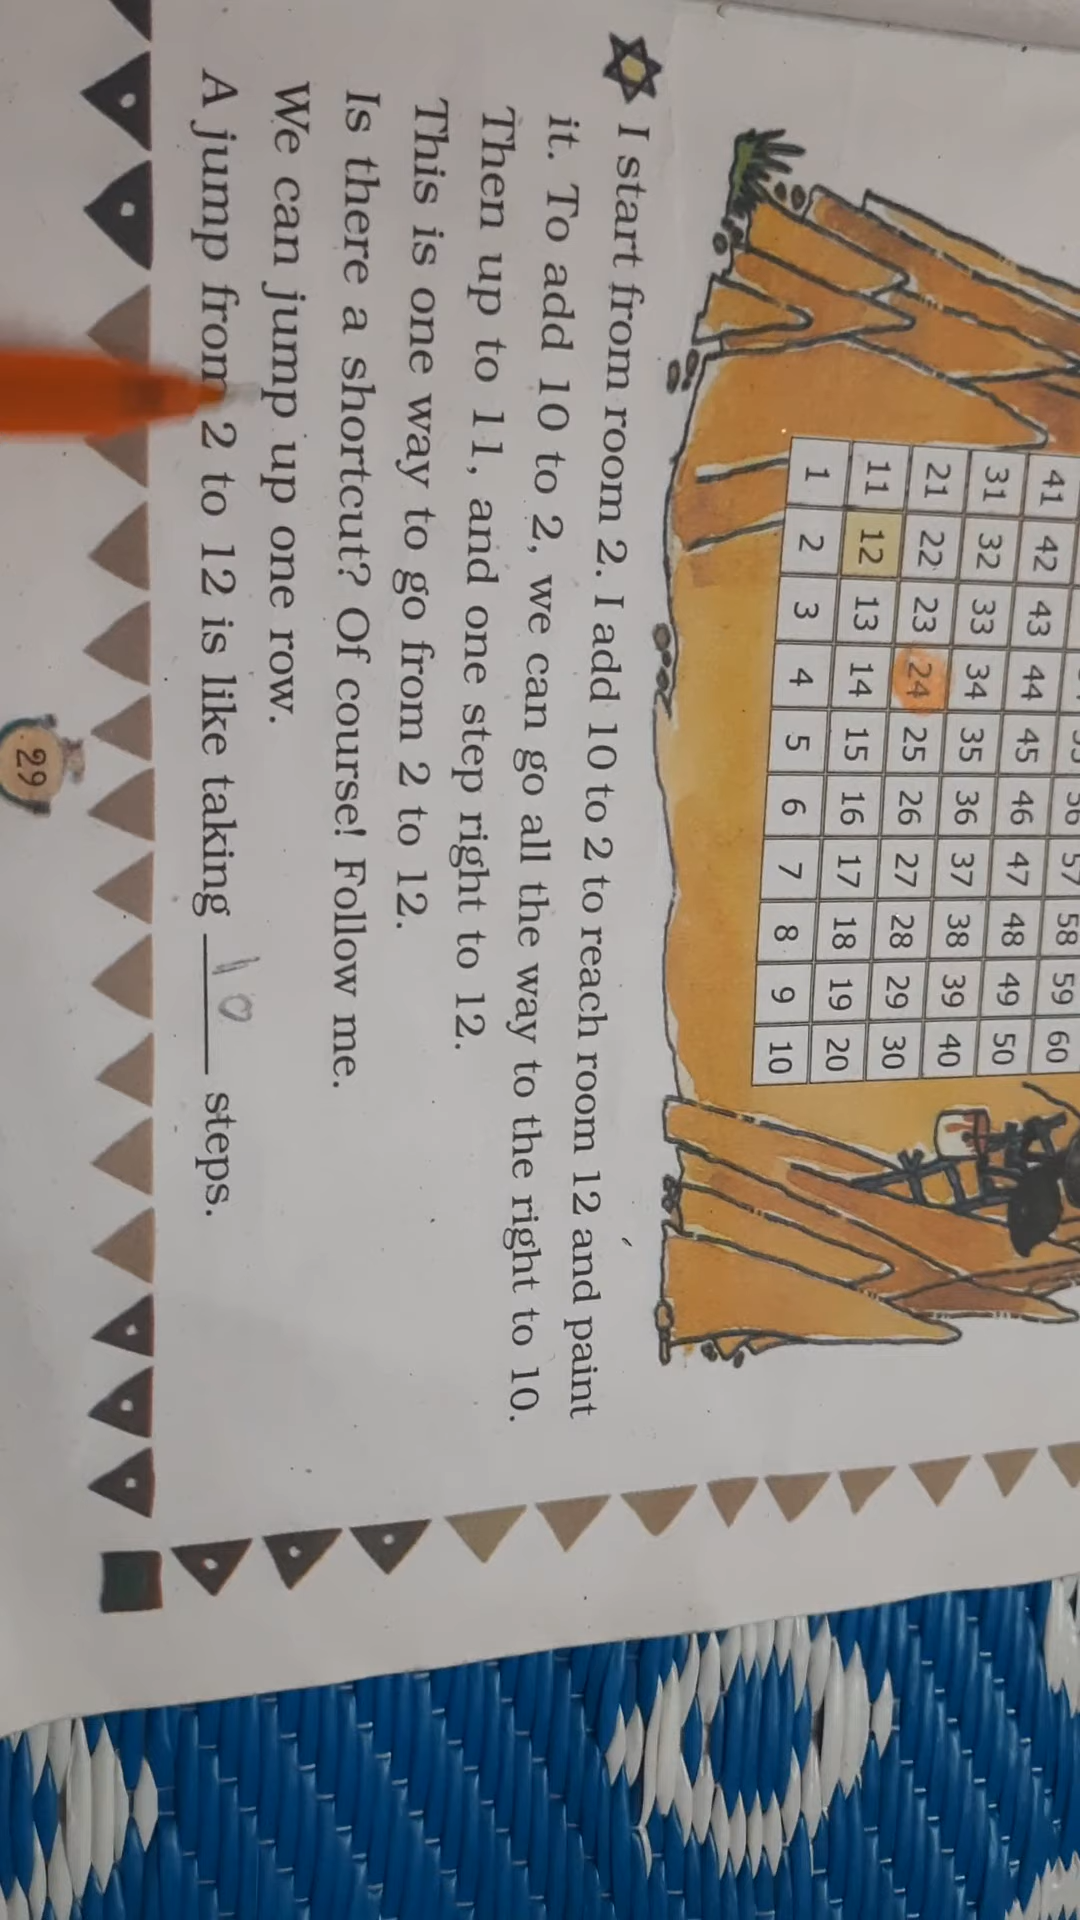 58 59 60
41 42 43 44 45 46 47 48 49 50
31 32 33 34 35 36 37 38 39 40
21 22 23 24 25 26 27 28 29 30
11 12 13 14 15 16 17 18 19 20
1 2 3 4 5 6 7 8 9 10
I start from room 2. I add 10 to 2 to reach room 12 and paint
it. To add 10 to 2, we can go all the way to the right to 10.
Then up to 11, and one step right to 12.
This is one way to go from 2 to 12.
Is there a shortcut? Of course! Follow me.
We can jump up one row.
A jump from 2 to 12 is like taking 10 steps.
29